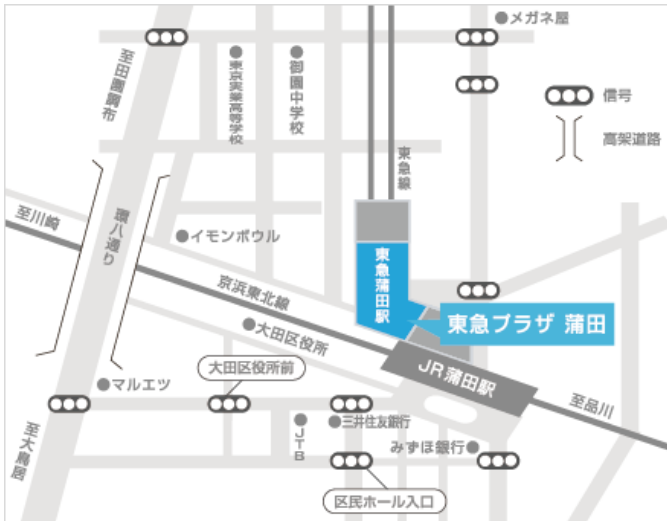 メガネ屋
至田園調布
東京実業高等学校
御園中学校
信号
高架道路
東急線
至川崎
環八通り
イモンボウル
東急蒲田駅
京浜東北線
東急プラザ 蒲田
大田区役所
JR蒲田駅
大田区役所前
マルエツ
至品川
三井住友銀行
JTB
みずほ銀行
至大鳥居
区民ホール入口